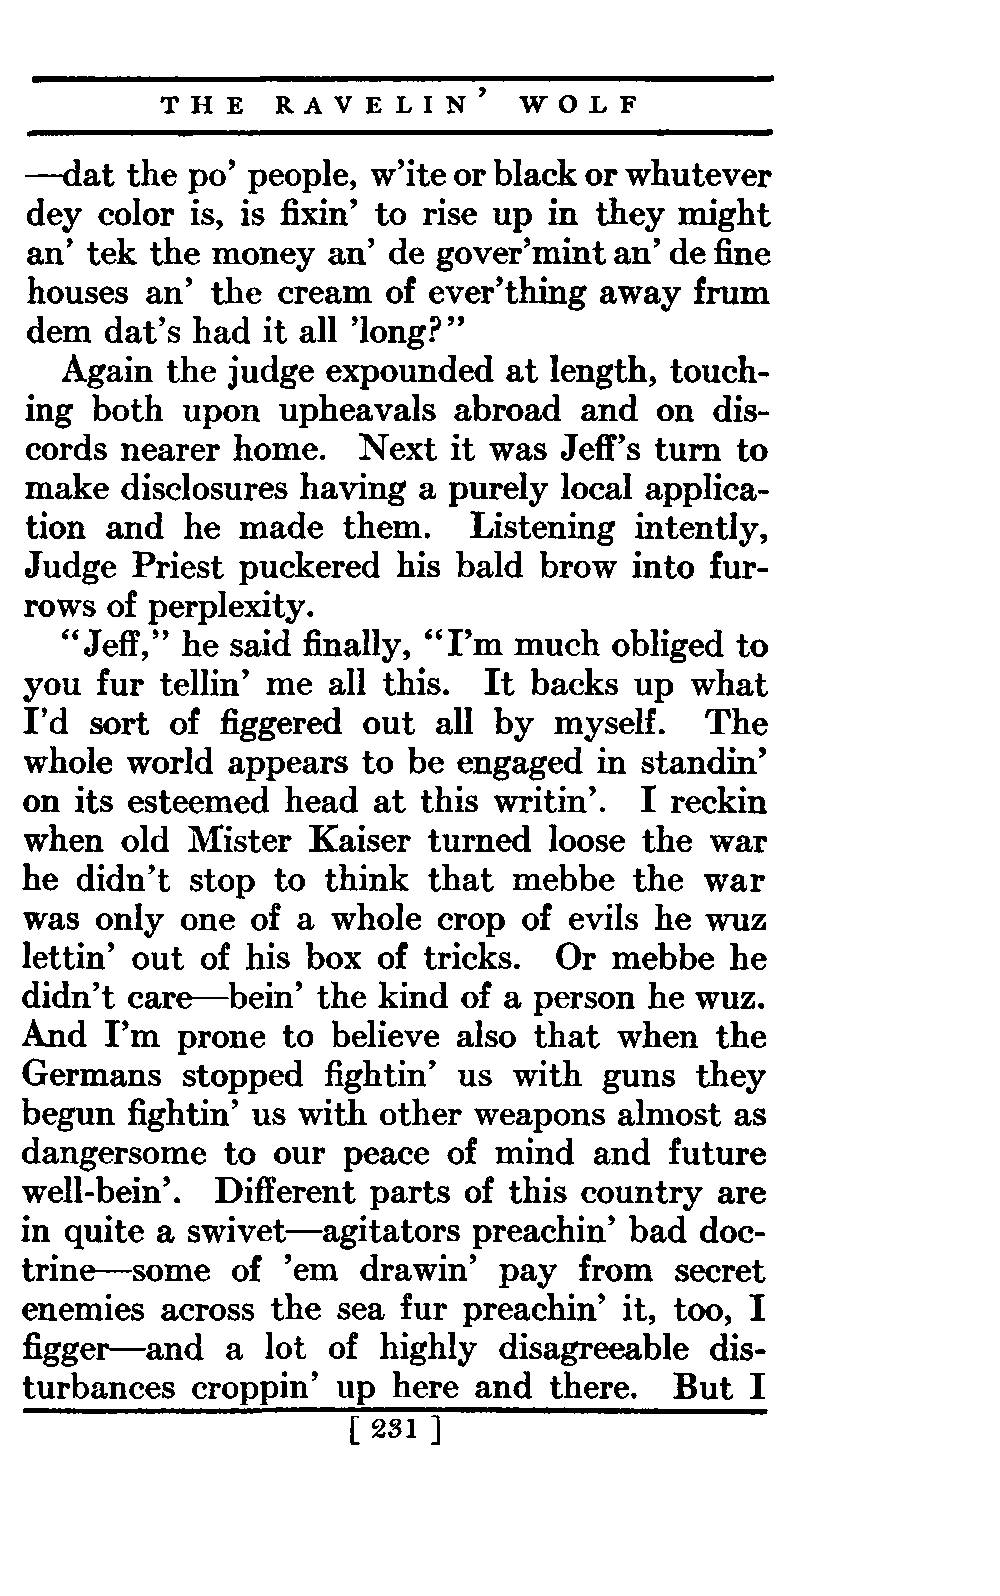 THE RAVELIN' WOLF
—dat the po' people, w'ite or black or whutever
dey color is, is fixin' to rise up in they might
an' tek the money an' de gover'mint an' de fine
houses an' the cream of ever'thing away frum
dem dat's had it all 'long?"
Again the judge expounded at length, touch-
ing both upon upheavals abroad and on dis-
cords nearer home. Next it was Jeff's turn to
make disclosures having a purely local applica-
tion and he made them. Listening intently,
Judge Priest puckered his bald brow into fur-
rows of perplexity.
"Jeff," he said finally, "I'm much obliged to
you fur tellin' me all this. It backs up what
I'd sort of figgered out all by myself. The
whole world appears to be engaged in standin'
on its esteemed head at this writin'. I reckin
when old Mister Kaiser turned loose the war
he didn't stop to think that mebbe the war
was only one of a whole crop of evils he wuz
lettin' out of his box of tricks. Or mebbe he
didn't care—bein' the kind of a person he wuz.
And I'm prone to believe also that when the
Germans stopped fightin' us with guns they
begun fightin' us with other weapons almost as
dangersome to our peace of mind and future
well-bein'. Different parts of this country are
in quite a swivet—agitators preachin' bad doc-
trine—some of 'em drawin' pay from secret
enemies across the sea fur preachin' it, too, I
figger—and a lot of highly disagreeable dis-
turbances croppin' up here and there. But I
[ 231 ]